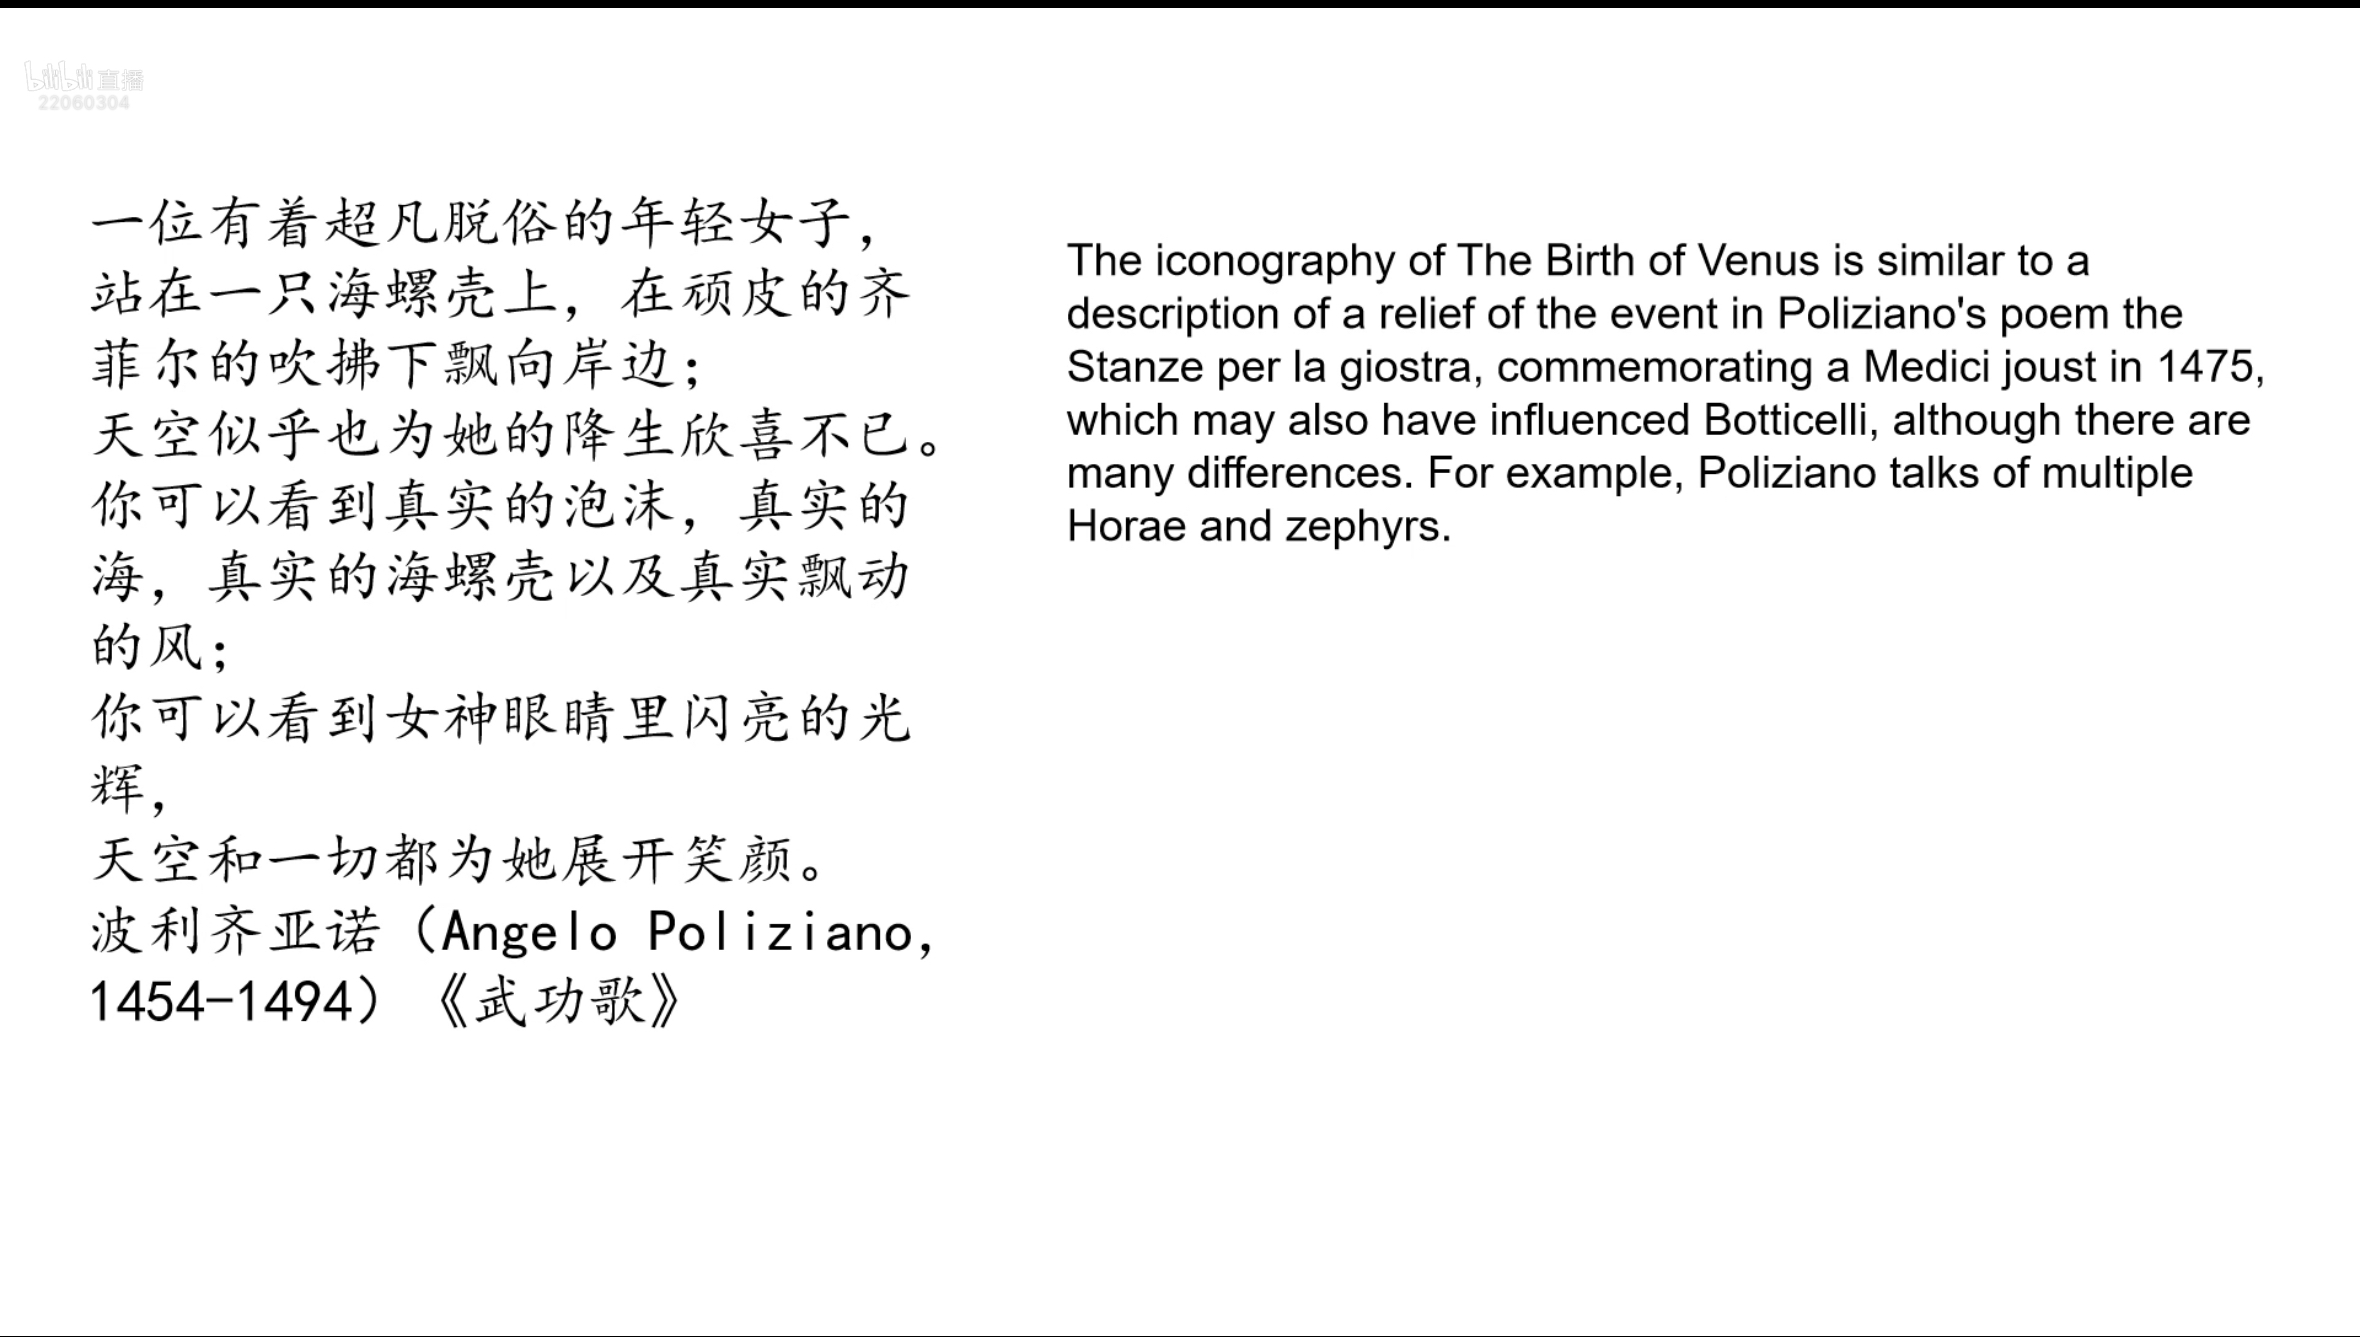 bilibili直播
22060304
一位有着超凡脱俗的年轻女子，
站在一只海螺壳上，在顽皮的齐
菲尔的吹拂下飘向岸边；
天空似乎也为她的降生欣喜不已。
你可以看到真实的泡沫，真实的
海，真实的海螺壳以及真实飘动
的风；
你可以看到女神眼睛里闪亮的光
辉，
天空和一切都为她展开笑颜。
波利齐亚诺（Angelo Poliziano,
1454-1494）《武功歌》
The iconography of The Birth of Venus is similar to a
description of a relief of the event in Poliziano's poem the
Stanze per la giostra, commemorating a Medici joust in 1475,
which may also have influenced Botticelli, although there are
many differences. For example, Poliziano talks of multiple
Horae and zephyrs.